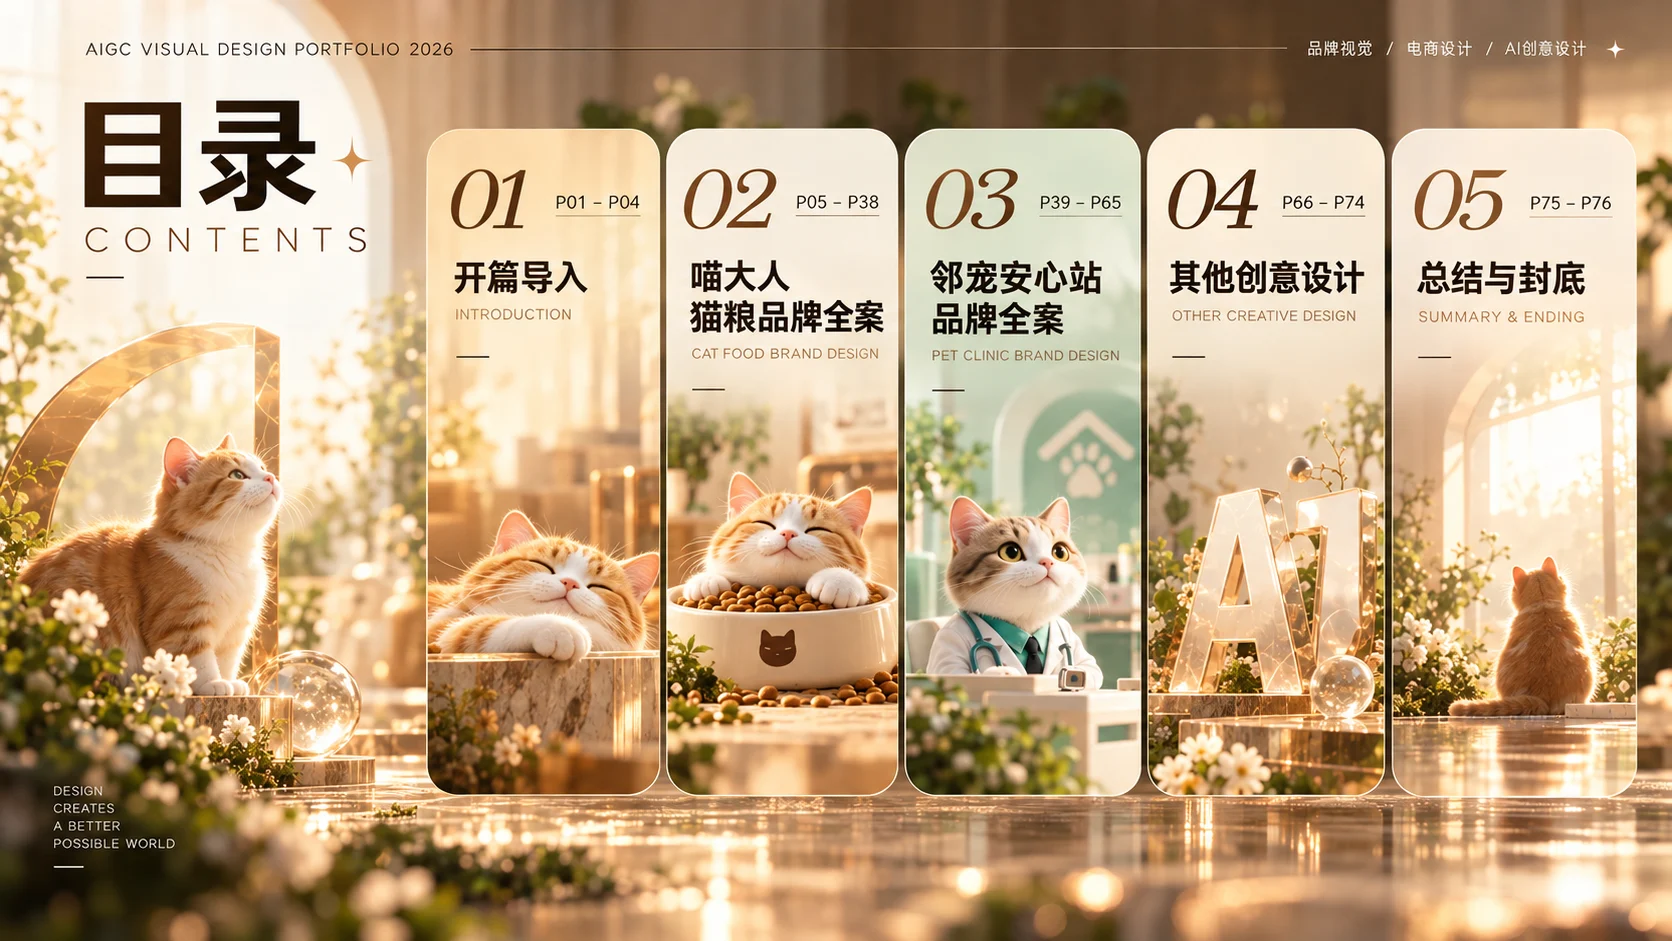 AIGC VISUAL DESIGN PORTFOLIO 2026
品牌视觉 / 电商设计 / AI创意设计
目录
CONTENTS
01
P01 – P04
开篇导入
INTRODUCTION
02
P05 – P38
喵大人
猫粮品牌全案
CAT FOOD BRAND DESIGN
03
P39 – P65
邻宠安心站
品牌全案
PET CLINIC BRAND DESIGN
04
P66 – P74
其他创意设计
OTHER CREATIVE DESIGN
AI
05
P75 – P76
总结与封底
SUMMARY & ENDING
DESIGN
CREATES
A BETTER
POSSIBLE WORLD